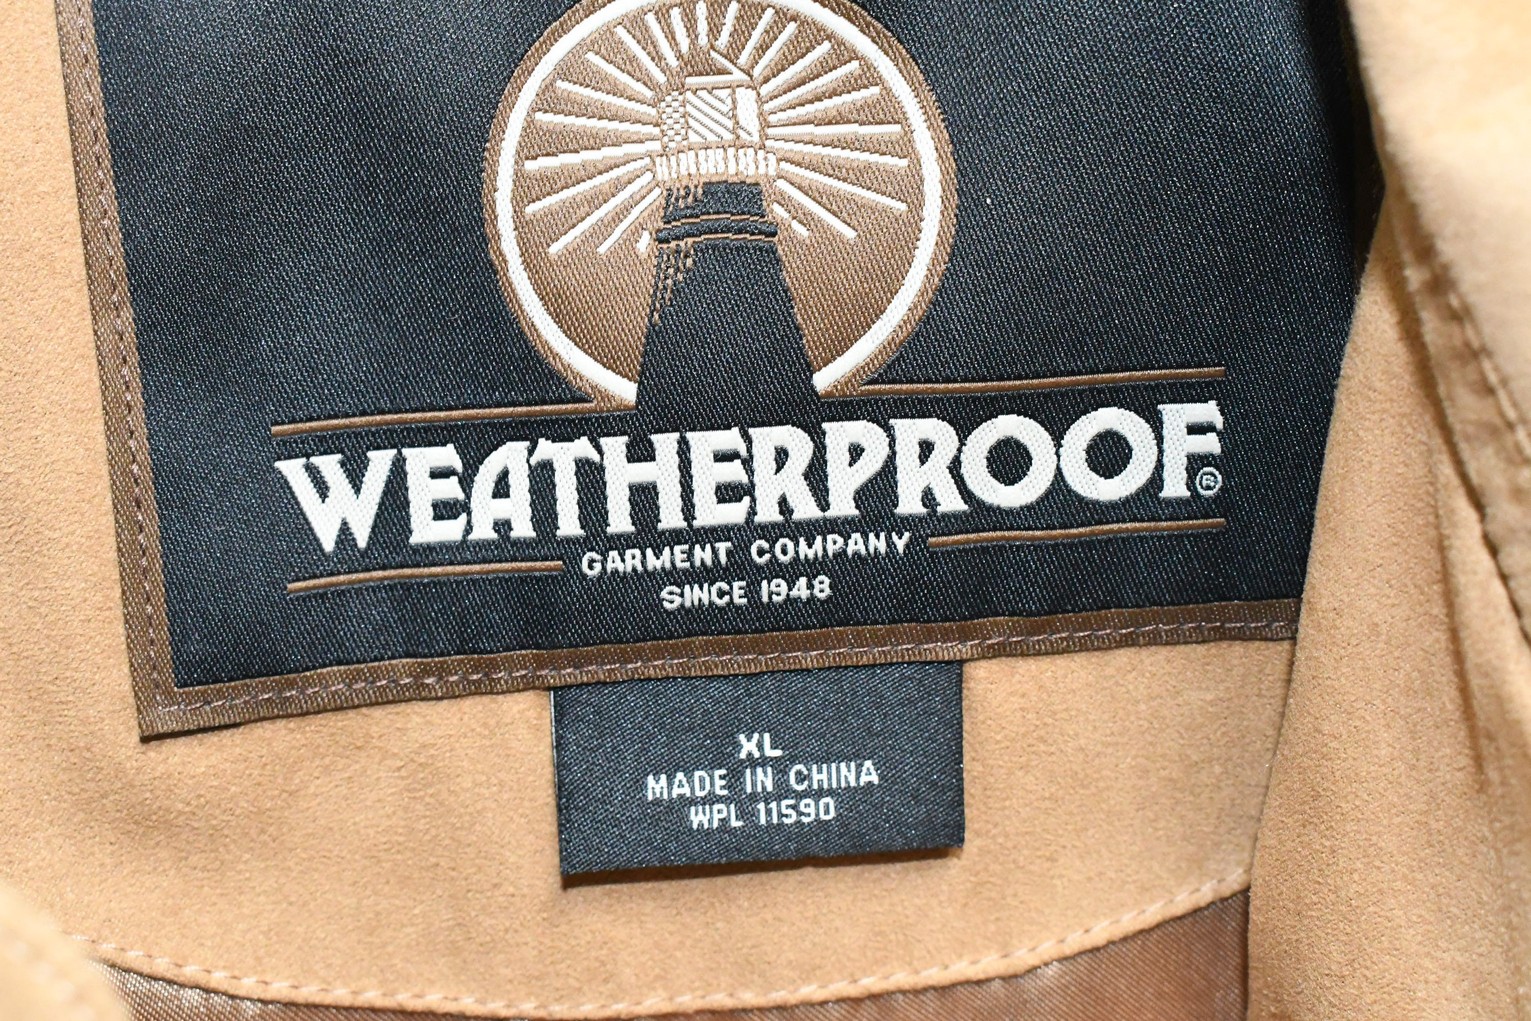 WEATHERPROOF®
GARMENT COMPANY
SINCE 1948
XL
MADE IN CHINA
WPL 11590